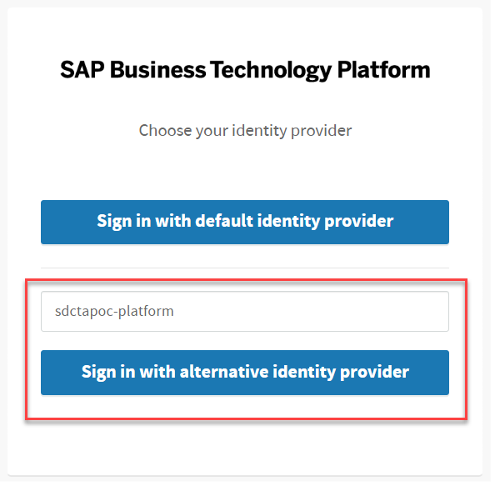 SAP Business Technology Platform
Choose your identity provider
Sign in with default identity provider
sdctapoc-platform
Sign in with alternative identity provider